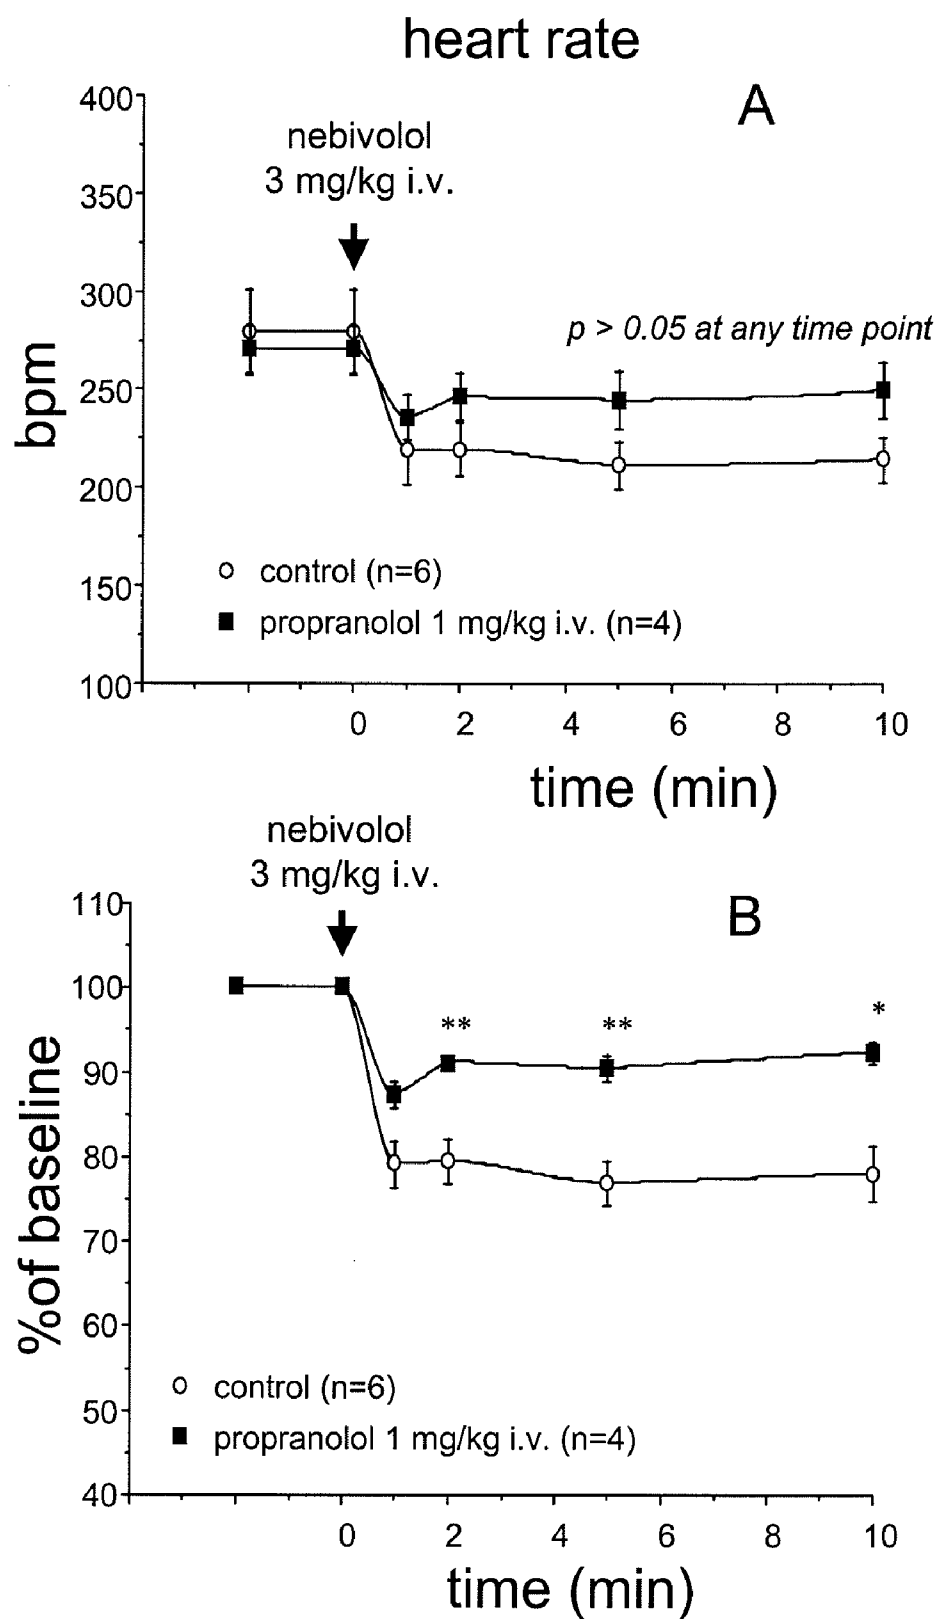 heart rate
A
400
nebivolol
3 mg/kg i.v.
350
300
p > 0.05 at any time point
250
200
150
100
bpm
control (n=6)
propranolol 1 mg/kg i.v. (n=4)
0 2 4 6 8 10
time (min)
nebivolol
3 mg/kg i.v.
B
110
100
90
80
70
60
50
40
%of baseline
** ** *
control (n=6)
propranolol 1 mg/kg i.v. (n=4)
0 2 4 6 8 10
time (min)